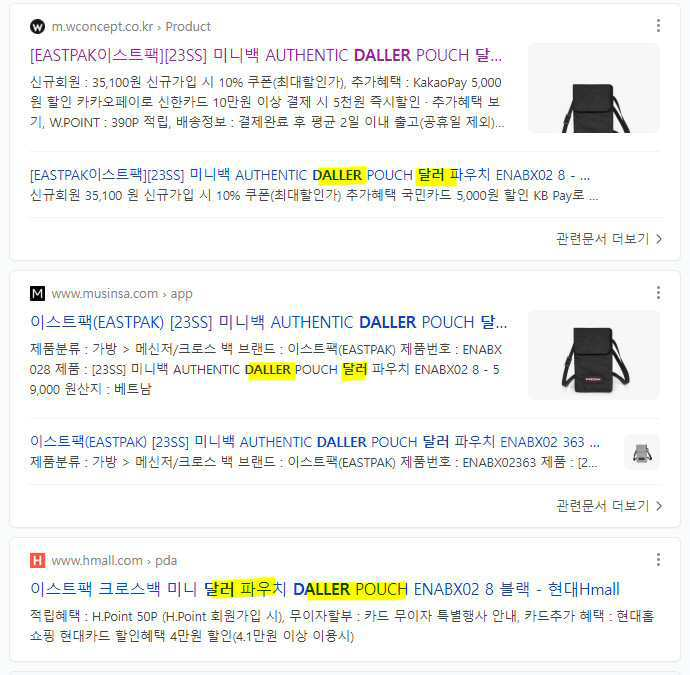 m.wconcept.co.kr › Product
[EASTPAK이스트팩][23SS] 미니백 AUTHENTIC DALLER POUCH 달...
신규회원 : 35,100원 신규가입 시 10% 쿠폰(최대할인가), 추가혜택 : KakaoPay 5,000
원 할인 카카오페이로 신한카드 10만원 이상 결제 시 5천원 즉시할인 · 추가혜택 보
기, W.POINT : 390P 적립, 배송정보 : 결제완료 후 평균 2일 이내 출고(공휴일 제외)...
[EASTPAK이스트팩][23SS] 미니백 AUTHENTIC DALLER POUCH 달러 파우치 ENABX02 8 - ...
신규회원 35,100 원 신규가입 시 10% 쿠폰(최대할인가) 추가혜택 국민카드 5,000원 할인 KB Pay로 ...
관련문서 더보기 >
M www.musinsa.com › app
이스트팩(EASTPAK) [23SS] 미니백 AUTHENTIC DALLER POUCH 달...
제품분류 : 가방 > 메신저/크로스 백 브랜드 : 이스트팩(EASTPAK) 제품번호 : ENABX
028 제품 : [23SS] 미니백 AUTHENTIC DALLER POUCH 달러 파우치 ENABX02 8 - 5
9,000 원산지 : 베트남
이스트팩(EASTPAK) [23SS] 미니백 AUTHENTIC DALLER POUCH 달러 파우치 ENABX02 363 ...
제품분류 : 가방 > 메신저/크로스 백 브랜드 : 이스트팩(EASTPAK) 제품번호 : ENABX02363 제품 : [2...
관련문서 더보기 >
H www.hmall.com › pda
이스트팩 크로스백 미니 달러 파우치 DALLER POUCH ENABX02 8 블랙 - 현대Hmall
적립혜택 : H.Point 50P (H.Point 회원가입 시), 무이자할부 : 카드 무이자 특별행사 안내, 카드추가 혜택 : 현대홈
쇼핑 현대카드 할인혜택 4만원 할인(4.1만원 이상 이용시)